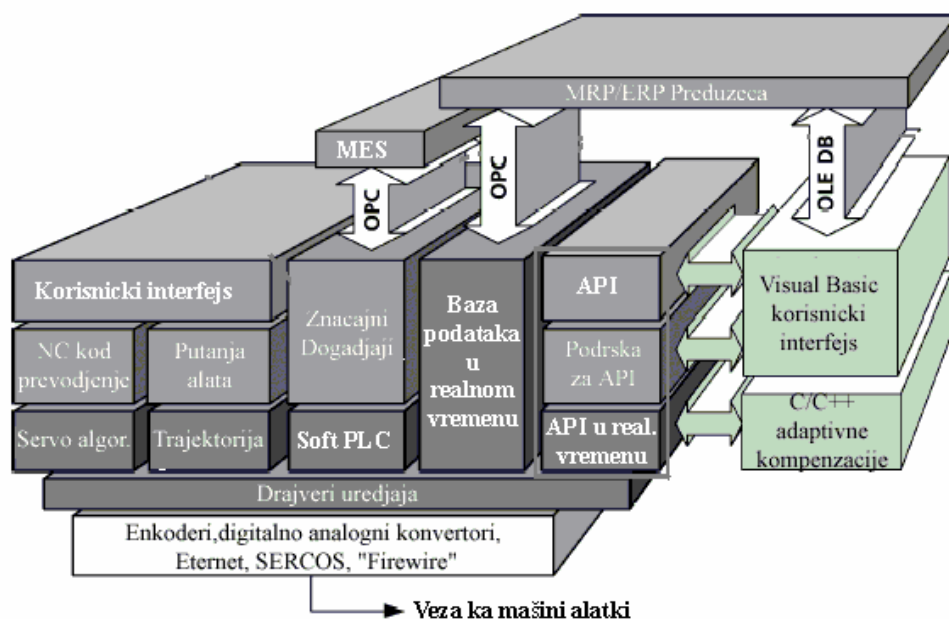 MRP/ERP Preduzeca
MES
OPC
OPC
OLE DB
Korisnicki interfejs
Znacajni
Dogadjaji
Baza
podataka
u
realnom
vremenu
API
Visual Basic
korisnicki
interfejs
NC kod
prevodjenje
Putanja
alata
Podrska
za API
Servo algor.
Trajektorija
Soft PLC
API u real.
vremenu
C/C++
adaptivne
kompenzacije
Drajveri uredjaja
Enkoderi,digitalno analogni konvertori,
Eternet, SERCOS, "Firewire"
Veza ka mašini alatki